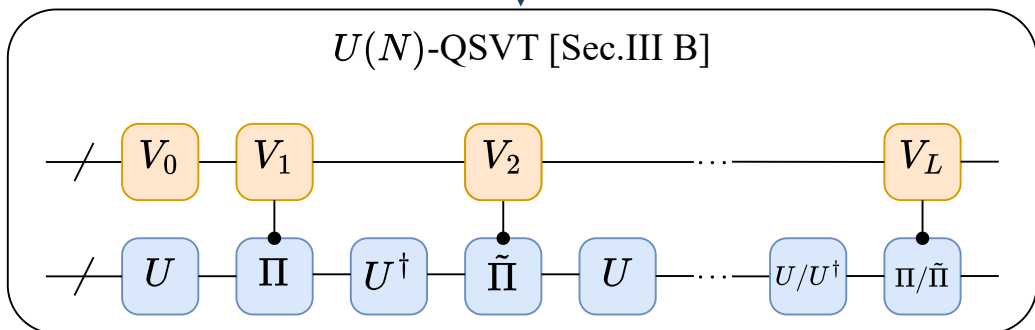 U(N)-QSVT [Sec.III B]
V₀ V₁ V₂ ··· V_L
U Π U† Π̃ U ··· U/U† Π/Π̃